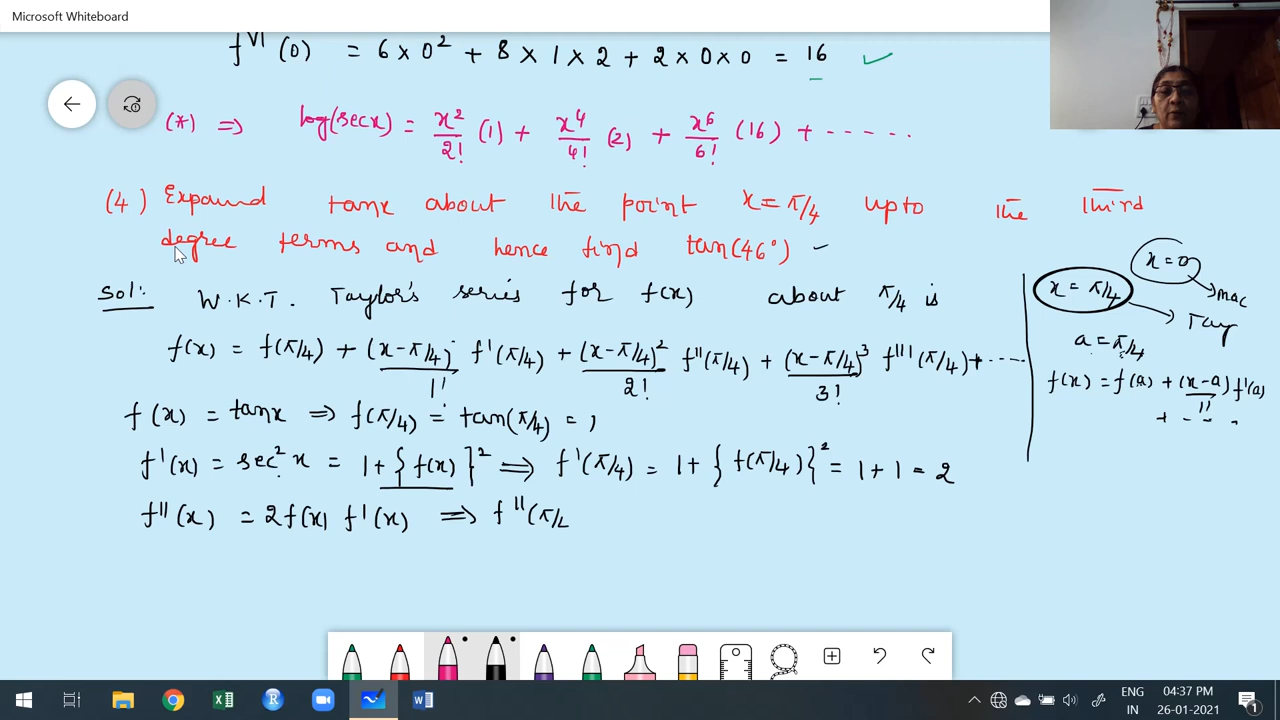 Microsoft Whiteboard
f^VI (0) = 6 × 0² + 8 × 1 × 2 + 2 × 0 × 0 = 16 ✓
(*) ⇒ log(secx) = x²/2! (1) + x⁴/4! (2) + x⁶/6! (16) + ------
(4) Expand tanx about the point x = π/4 upto the third
degree terms and hence find tan(46°)
Sol: W.K.T. Taylor's series for f(x) about π/4 is
f(x) = f(π/4) + (x-π/4)/1! f'(π/4) + (x-π/4)²/2! f''(π/4) + (x-π/4)³/3! f'''(π/4) + ----
f(x) = tanx ⇒ f(π/4) = tan(π/4) = 1
f'(x) = sec²x = 1 + {f(x)}² ⇒ f'(π/4) = 1 + {f(π/4)}² = 1 + 1 = 2
f''(x) = 2f(x) f'(x) ⇒ f''(π/4
x = 0
→ mac
x = π/4
→ Tay
a = π/4
f(x) = f(a) + (x-a)/1! f'(a)
+ - - - .
ENG
IN
04:37 PM
26-01-2021
1